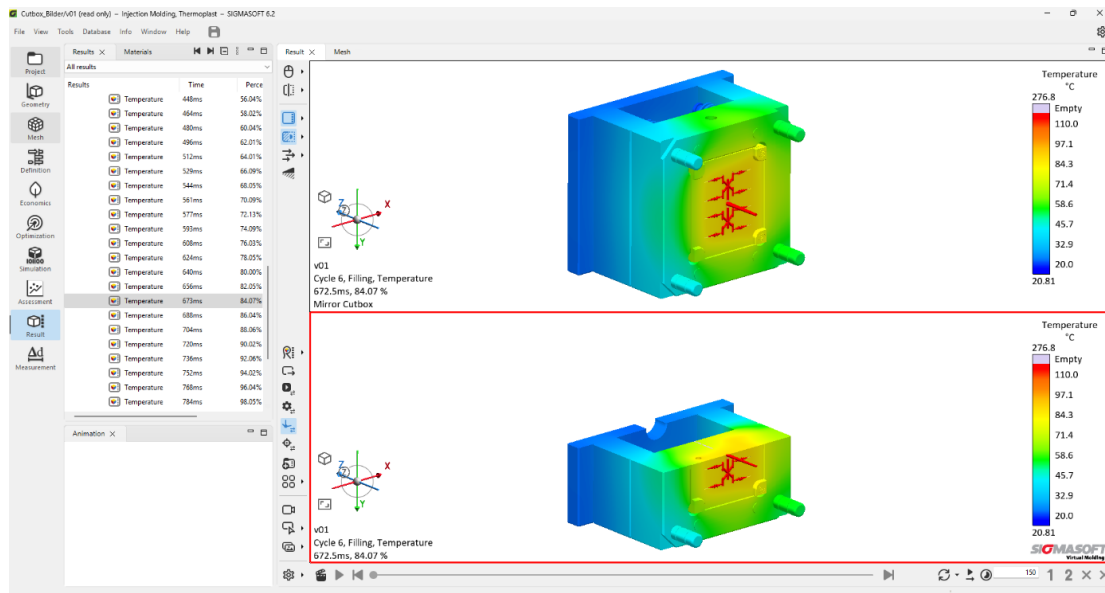 Cutbox_Bilder/v01 (read only) – Injection Molding, Thermoplast – SIGMASOFT 6.2
File View Tools Database Info Window Help
Results Materials
All results
Results Time Perce
Temperature 448ms 56.04%
Temperature 464ms 58.02%
Temperature 480ms 60.04%
Temperature 496ms 62.01%
Temperature 512ms 64.01%
Temperature 529ms 66.09%
Temperature 544ms 68.05%
Temperature 561ms 70.09%
Temperature 577ms 72.13%
Temperature 593ms 74.09%
Temperature 608ms 76.03%
Temperature 624ms 78.05%
Temperature 640ms 80.00%
Temperature 656ms 82.05%
Temperature 673ms 84.07%
Temperature 688ms 86.04%
Temperature 704ms 88.06%
Temperature 720ms 90.02%
Temperature 736ms 92.06%
Temperature 752ms 94.02%
Temperature 768ms 96.04%
Temperature 784ms 98.05%
Project
Geometry
Mesh
Definition
Economics
Optimization
Simulation
Assessment
Result
Measurement
Animation
Result Mesh
Z X
Y
v01
Cycle 6, Filling, Temperature
672.5ms, 84.07 %
Mirror Cutbox
Temperature
°C
276.8
Empty
110.0
97.1
84.3
71.4
58.6
45.7
32.9
20.0
20.81
Z X
Y
v01
Cycle 6, Filling, Temperature
672.5ms, 84.07 %
Temperature
°C
276.8
Empty
110.0
97.1
84.3
71.4
58.6
45.7
32.9
20.0
20.81
SIGMASOFT
Virtual Molding
150 1 2